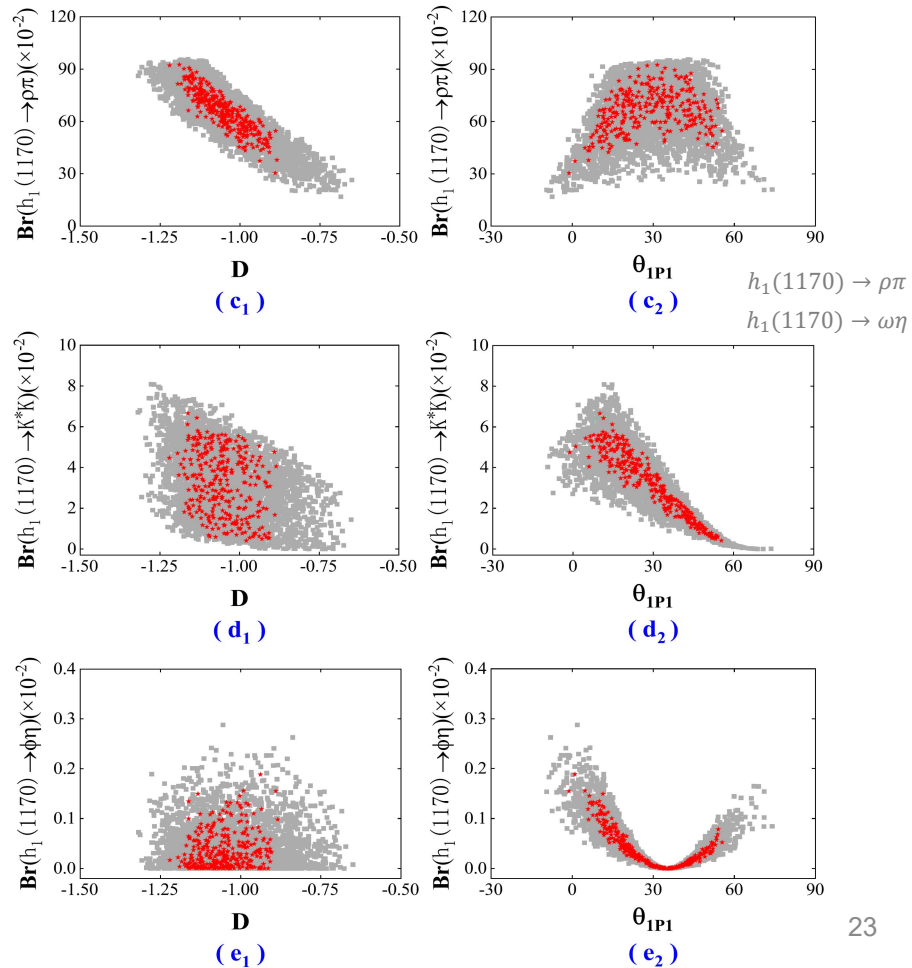 Br(h₁ (1170) →ρπ)(×10⁻²)
120
90
60
30
0
-1.50 -1.25 -1.00 -0.75 -0.50
D
( c₁ )
Br(h₁ (1170) →ρπ)(×10⁻²)
120
90
60
30
0
-30 0 30 60 90
θ₁P₁
( c₂ )
h₁(1170) → ρπ
h₁(1170) → ωη
Br(h₁ (1170) →K*K)(×10⁻²)
10
8
6
4
2
0
-1.50 -1.25 -1.00 -0.75 -0.50
D
( d₁ )
Br(h₁ (1170) →K*K)(×10⁻²)
10
8
6
4
2
0
-30 0 30 60 90
θ₁P₁
( d₂ )
Br(h₁ (1170) →ϕη)(×10⁻²)
0.4
0.3
0.2
0.1
0.0
-1.50 -1.25 -1.00 -0.75 -0.50
D
( e₁ )
Br(h₁ (1170) →ϕη)(×10⁻²)
0.4
0.3
0.2
0.1
0.0
-30 0 30 60 90
θ₁P₁
( e₂ )
23